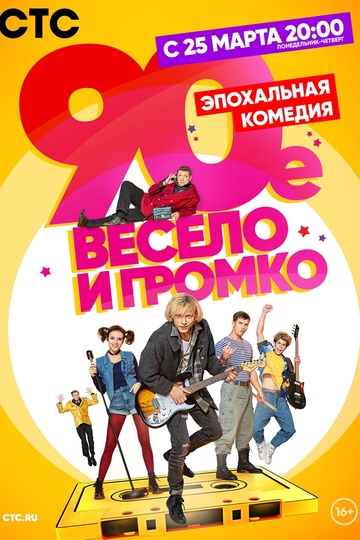 СТС
С 25 МАРТА 20:00
ПОНЕДЕЛЬНИК-ЧЕТВЕРГ
90е
ЭПОХАЛЬНАЯ
КОМЕДИЯ
ВЕСЕЛО
И ГРОМКО
СТС.RU
16+